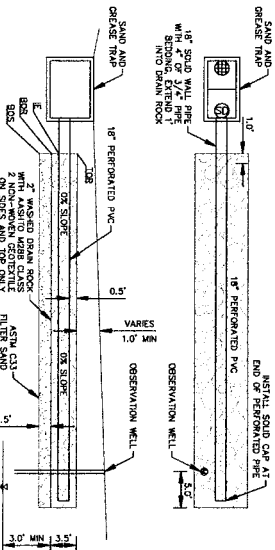 SAND AND
GREASE TRAP
18" SOLID WALL PIPE
WITH 4" OF 3/4" PIPE
BEDDING, EXTEND 1'
INTO DRAIN ROCK
1.0'
18" PERFORATED PVC
INSTALL SOLID CAP AT
END OF PERFORATED PIPE
OBSERVATION WELL
5.0'
SAND AND
GREASE TRAP
18" PERFORATED PVC
TOR
IE
BOR
BOS
0% SLOPE
0% SLOPE
0.5'
VARIES
1.0' MIN
OBSERVATION WELL
2" WASHED DRAIN ROCK
WITH AASHTO M288 CLASS
2 NON-WOVEN GEOTEXTILE
ON SIDES AND TOP ONLY
ASTM C33
FILTER SAND
.5'
3.0' MIN
3.5'